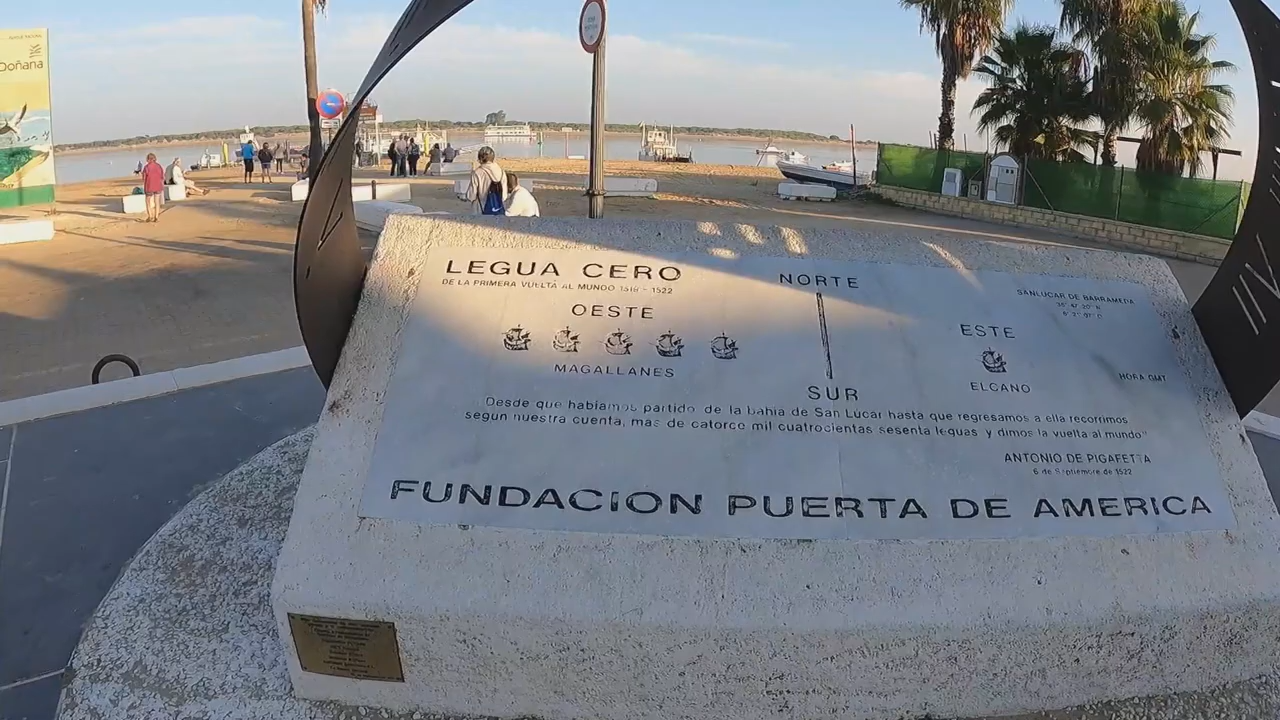 Doñana
LEGUA CERO
DE LA PRIMERA VUELTA AL MUNDO 1519 - 1522
OESTE
MAGALLANES
NORTE
SUR
SANLUCAR DE BARRAMEDA
ESTE
ELCANO
HORA GMT
"Desde que habiamos partido de la bahia de San Lucar hasta que regresamos a ella recorrimos
segun nuestra cuenta, mas de catorce mil cuatrocientas sesenta leguas y dimos la vuelta al mundo"
ANTONIO DE PIGAFETTA
6 de Septiembre de 1522
FUNDACION PUERTA DE AMERICA